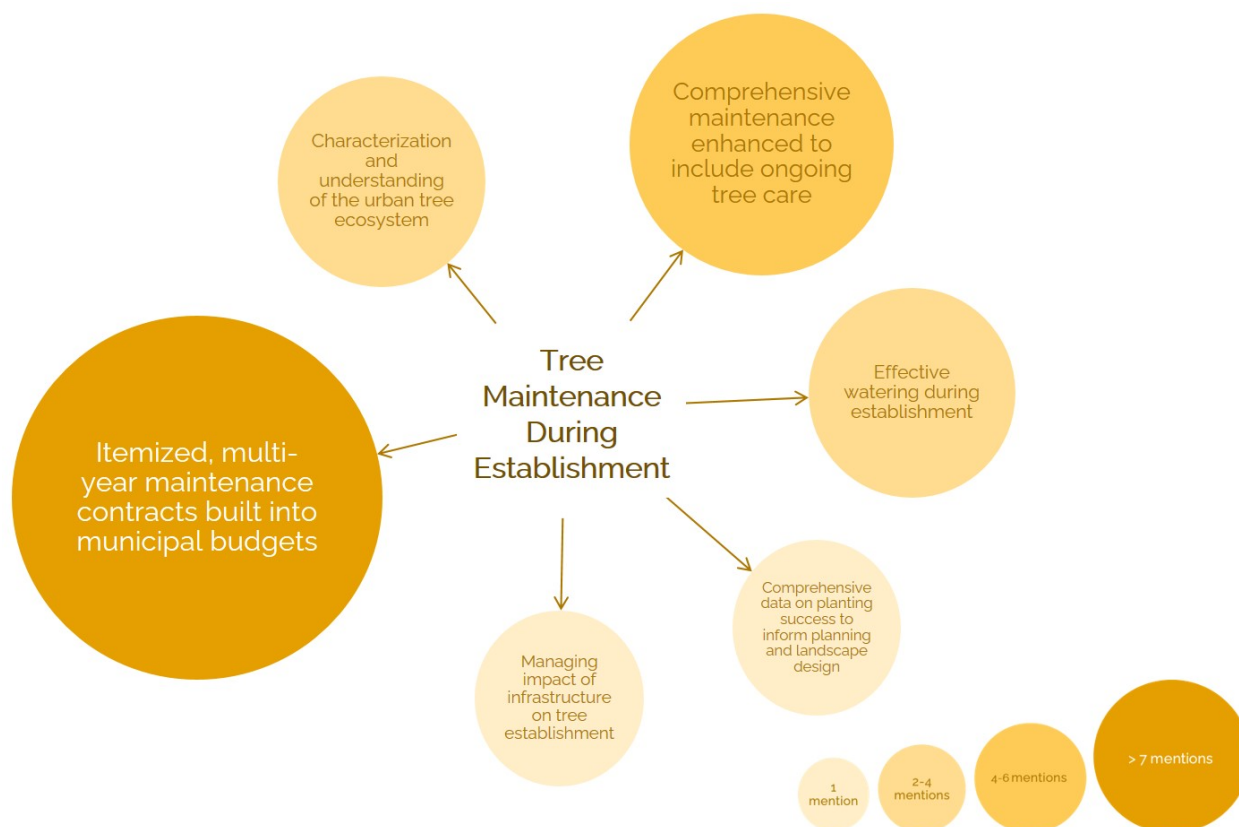 Comprehensive
maintenance
enhanced to
include ongoing
tree care
Characterization
and
understanding
of the urban tree
ecosystem
Tree
Maintenance
During
Establishment
Effective
watering during
establishment
Itemized, multi-
year maintenance
contracts built into
municipal budgets
Comprehensive
data on planting
success to
inform planning
and landscape
design
Managing
impact of
infrastructure
on tree
establishment
1
mention
2-4
mentions
4-6 mentions
> 7 mentions